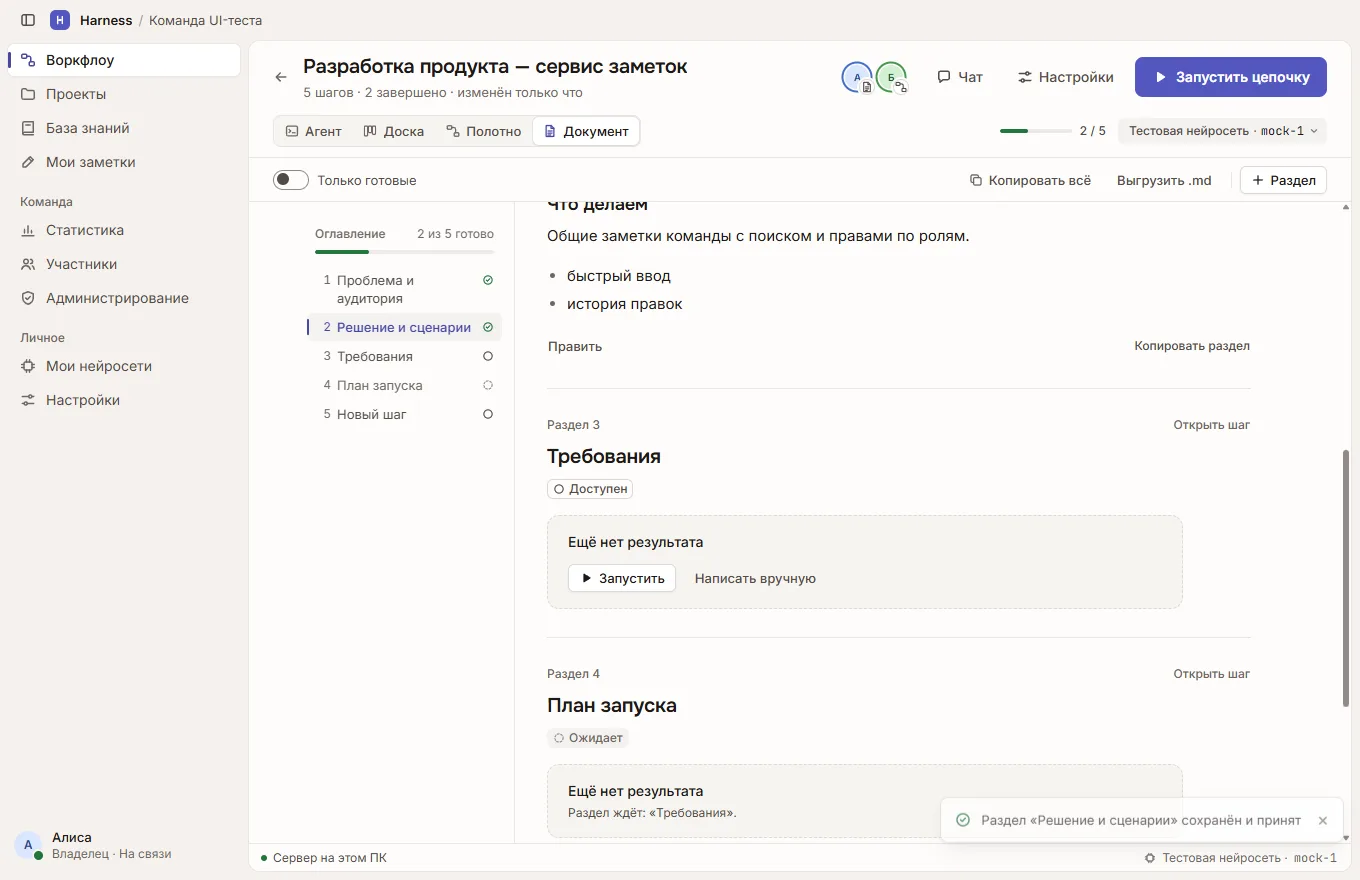 H Harness / Команда UI-теста
Воркфлоу
Проекты
База знаний
Мои заметки
Команда
Статистика
Участники
Администрирование
Личное
Мои нейросети
Настройки
А Алиса
Владелец · На связи
Разработка продукта — сервис заметок
5 шагов · 2 завершено · изменён только что
А Б Чат Настройки Запустить цепочку
Агент Доска Полотно Документ
2 / 5 Тестовая нейросеть · mock-1
Только готовые
Копировать всё Выгрузить .md + Раздел
Оглавление 2 из 5 готово
1 Проблема и
аудитория
2 Решение и сценарии
3 Требования
4 План запуска
5 Новый шаг
Что делаем
Общие заметки команды с поиском и правами по ролям.
• быстрый ввод
• история правок
Править Копировать раздел
Раздел 3 Открыть шаг
Требования
Доступен
Ещё нет результата
Запустить Написать вручную
Раздел 4 Открыть шаг
План запуска
Ожидает
Ещё нет результата
Раздел ждёт: «Требования».
Раздел «Решение и сценарии» сохранён и принят
Сервер на этом ПК
Тестовая нейросеть · mock-1